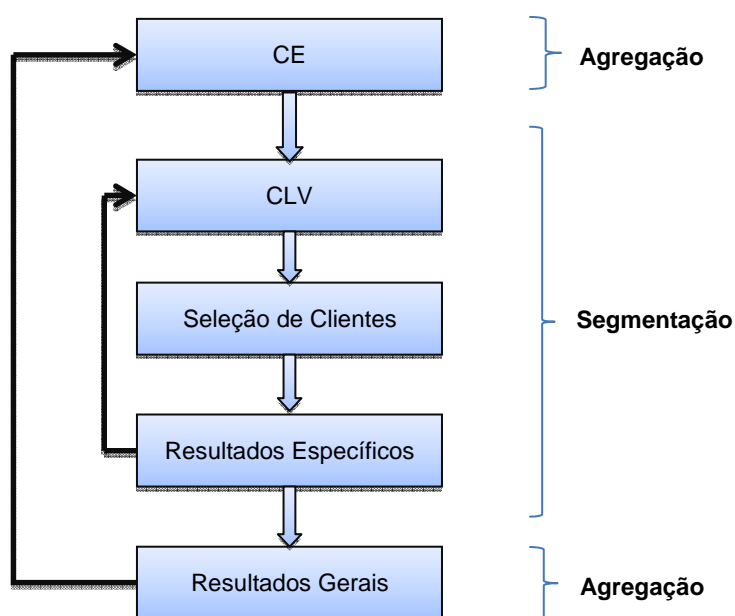 CE
Agregação
CLV
Seleção de Clientes
Segmentação
Resultados Específicos
Resultados Gerais
Agregação